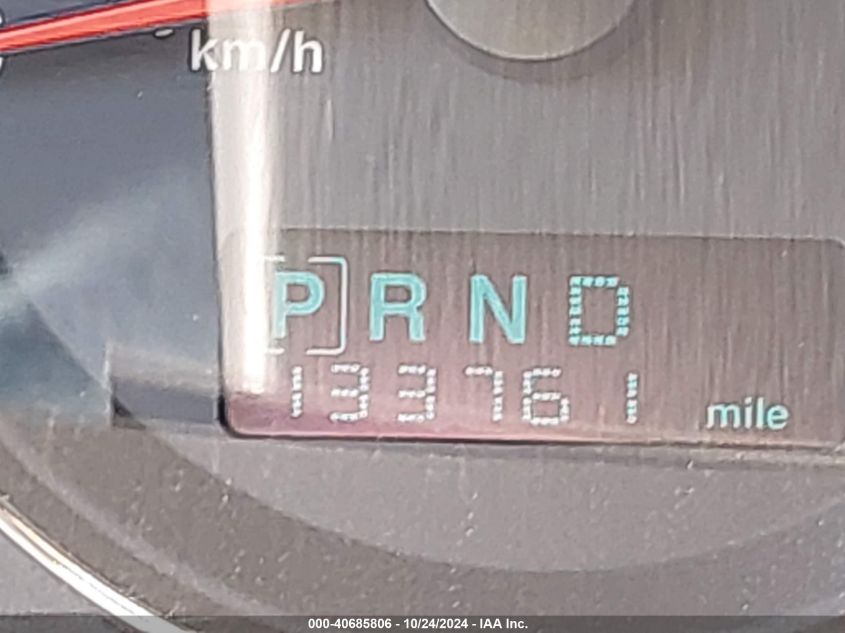 km/h
[P] R N D
133761 mile
000-40685806 - 10/24/2024 - IAA Inc.